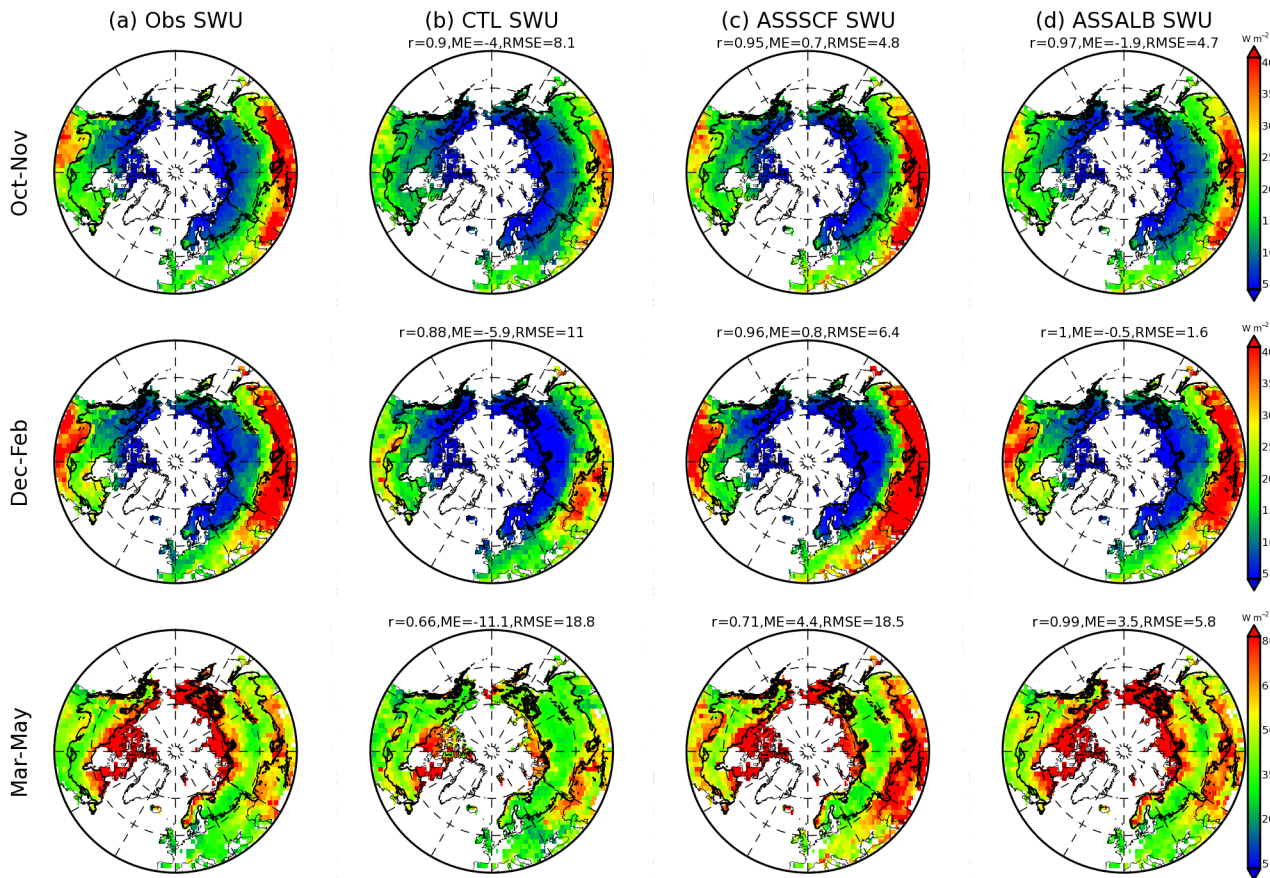 (a) Obs SWU
(b) CTL SWU
(c) ASSSCF SWU
(d) ASSALB SWU
r=0.9,ME=-4,RMSE=8.1
r=0.95,ME=0.7,RMSE=4.8
r=0.97,ME=-1.9,RMSE=4.7
W m⁻²
Oct-Nov
r=0.88,ME=-5.9,RMSE=11
r=0.96,ME=0.8,RMSE=6.4
r=1,ME=-0.5,RMSE=1.6
W m⁻²
Dec-Feb
r=0.66,ME=-11.1,RMSE=18.8
r=0.71,ME=4.4,RMSE=18.5
r=0.99,ME=3.5,RMSE=5.8
W m⁻²
Mar-May